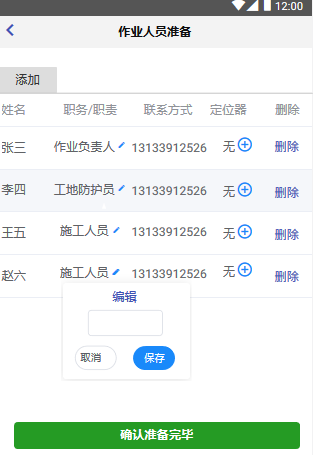 12:00
作业人员准备
添加
姓名 职务/职责 联系方式 定位器 删除
张三 作业负责人 13133912526 无 删除
李四 工地防护员 13133912526 无 删除
王五 施工人员 13133912526 无 删除
赵六 施工人员 13133912526 无 删除
编辑
取消 保存
确认准备完毕